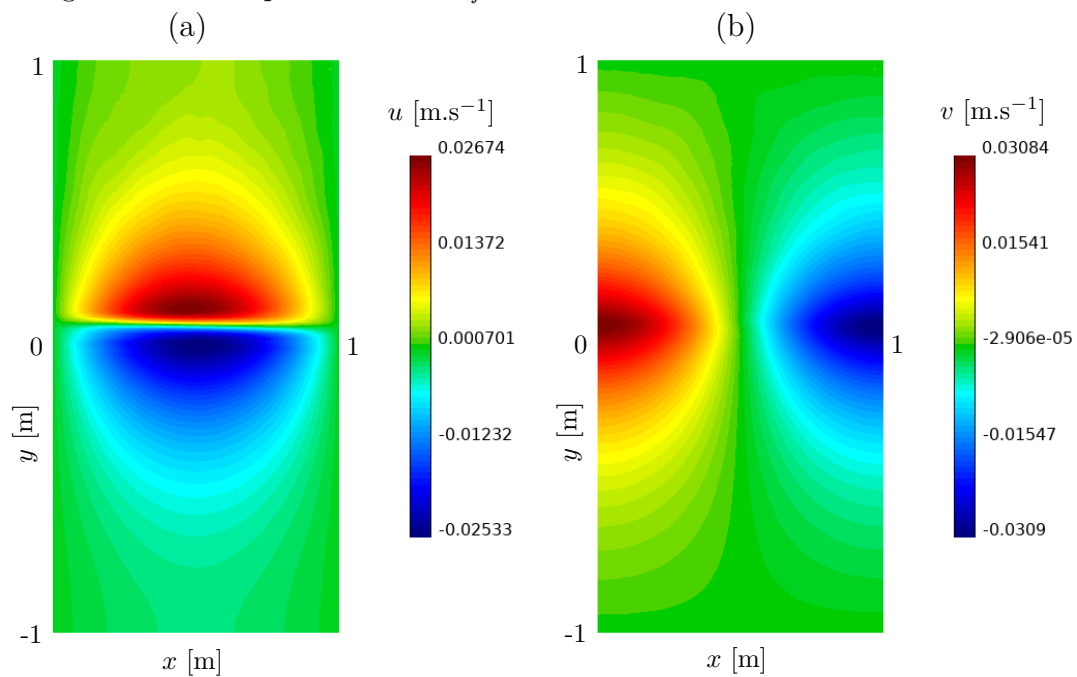 (a)
(b)
1
u [m.s⁻¹]
0.02674
0.01372
0.000701
-0.01232
-0.02533
0
1
y [m]
-1
x [m]
1
v [m.s⁻¹]
0.03084
0.01541
-2.906e-05
-0.01547
-0.0309
0
1
y [m]
-1
x [m]